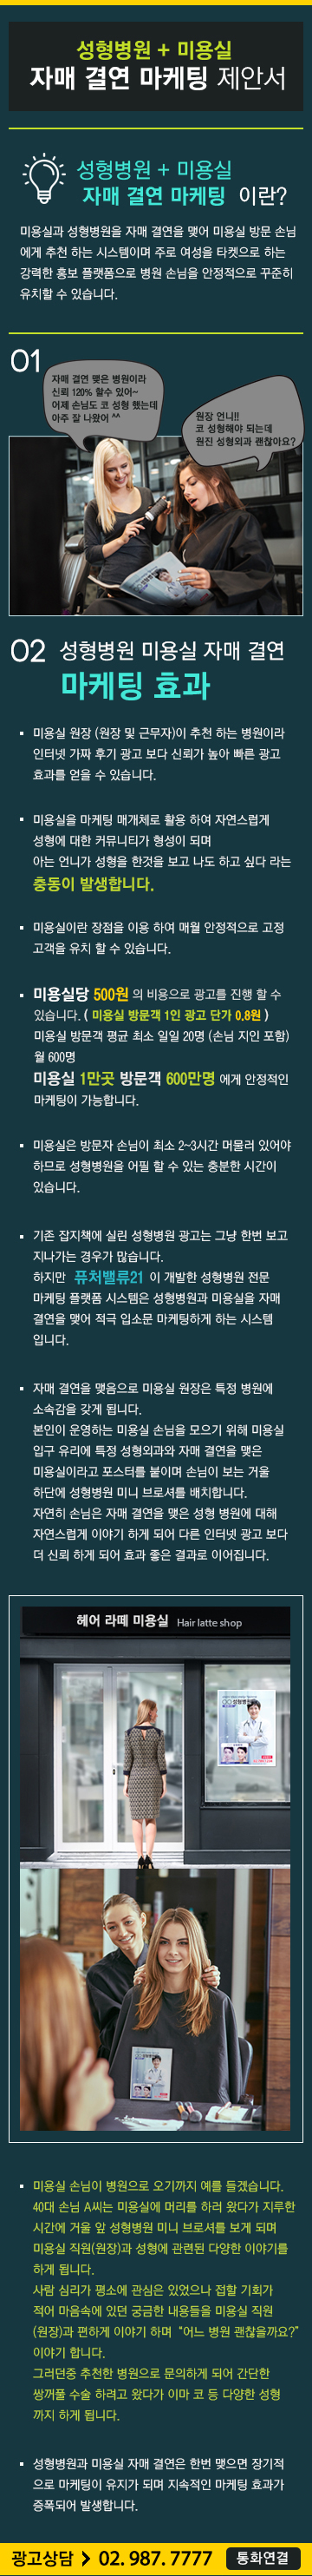 성형병원 + 미용실
자매 결연 마케팅 제안서
성형병원 + 미용실
자매 결연 마케팅 이란?
미용실과 성형병원을 자매 결연을 맺어 미용실 방문 손님
에게 추천 하는 시스템이며 주로 여성을 타켓으로 하는
강력한 홍보 플랫폼으로 병원 손님을 안정적으로 꾸준히
유치할 수 있습니다.
01
자매 결연 맺은 병원이라
신뢰 120% 할수 있어~
어제 손님도 코 성형 했는데
아주 잘 나왔어 ^^
원장 언니!!
코 성형해야 되는데
원진 성형외과 괜찮아요?
02 성형병원 미용실 자매 결연
마케팅 효과
미용실 원장 (원장 및 근무자)이 추천 하는 병원이라
인터넷 가짜 후기 광고 보다 신뢰가 높아 빠른 광고
효과를 얻을 수 있습니다.
미용실을 마케팅 매개체로 활용 하여 자연스럽게
성형에 대한 커뮤니티가 형성이 되며
아는 언니가 성형을 한것을 보고 나도 하고 싶다 라는
충동이 발생합니다.
미용실이란 장점을 이용 하여 매월 안정적으로 고정
고객을 유치 할 수 있습니다.
미용실당 500원 의 비용으로 광고를 진행 할 수
있습니다. ( 미용실 방문객 1인 광고 단가 0.8원 )
미용실 방문객 평균 최소 일일 20명 (손님 지인 포함)
월 600명
미용실 1만곳 방문객 600만명 에게 안정적인
마케팅이 가능합니다.
미용실은 방문자 손님이 최소 2~3시간 머물러 있어야
하므로 성형병원을 어필 할 수 있는 충분한 시간이
있습니다.
기존 잡지책에 실린 성형병원 광고는 그냥 한번 보고
지나가는 경우가 많습니다.
하지만 퓨처밸류21 이 개발한 성형병원 전문
마케팅 플랫폼 시스템은 성형병원과 미용실을 자매
결연을 맺어 적극 입소문 마케팅하게 하는 시스템
입니다.
자매 결연을 맺음으로 미용실 원장은 특정 병원에
소속감을 갖게 됩니다.
본인이 운영하는 미용실 손님을 모으기 위해 미용실
입구 유리에 특정 성형외과와 자매 결연을 맺은
미용실이라고 포스터를 붙이며 손님이 보는 거울
하단에 성형병원 미니 브로셔를 배치합니다.
자연히 손님은 자매 결연을 맺은 성형 병원에 대해
자연스럽게 이야기 하게 되어 다른 인터넷 광고 보다
더 신뢰 하게 되어 효과 좋은 결과로 이어집니다.
헤어 라떼 미용실 Hair latte shop
미용실 손님이 병원으로 오기까지 예를 들겠습니다.
40대 손님 A씨는 미용실에 머리를 하러 왔다가 지루한
시간에 거울 앞 성형병원 미니 브로셔를 보게 되며
미용실 직원(원장)과 성형에 관련된 다양한 이야기를
하게 됩니다.
사람 심리가 평소에 관심은 있었으나 접할 기회가
적어 마음속에 있던 궁금한 내용들을 미용실 직원
(원장)과 편하게 이야기 하며 "어느 병원 괜찮을까요?"
이야기 합니다.
그러던중 추천한 병원으로 문의하게 되어 간단한
쌍꺼풀 수술 하려고 왔다가 이마 코 등 다양한 성형
까지 하게 됩니다.
성형병원과 미용실 자매 결연은 한번 맺으면 장기적
으로 마케팅이 유지가 되며 지속적인 마케팅 효과가
증폭되어 발생합니다.
광고상담 > 02. 987. 7777 통화연결